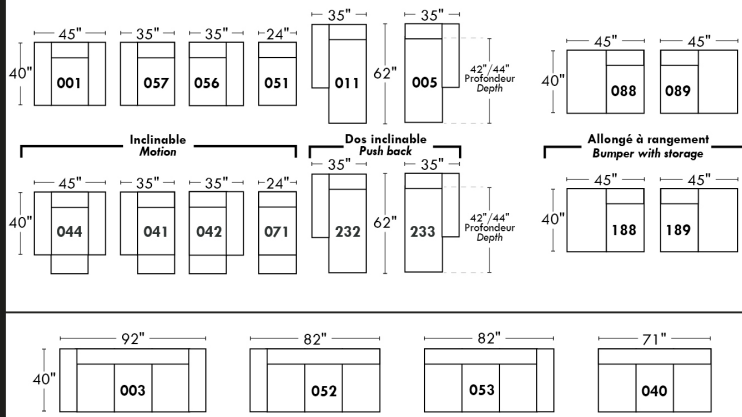 45" 35" 35" 24" 35" 35" 45" 45"
40" 001 057 056 051 011 62" 005 42"/44" Profondeur Depth 40" 088 089
Inclinable
Motion
Dos inclinable
Push back
Allongé à rangement
Bumper with storage
45" 35" 35" 24" 35" 35" 45" 45"
40" 044 041 042 071 232 62" 233 42"/44" Profondeur Depth 40" 188 189
92" 82" 82" 71"
40" 003 052 053 040